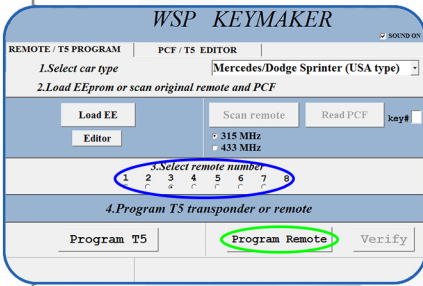 WSP KEYMAKER
SOUND ON
REMOTE / T5 PROGRAM PCF / T5 EDITOR
1.Select car type Mercedes/Dodge Sprinter (USA type)
2.Load EEprom or scan original remote and PCF
Load EE Scan remote Read PCF key#
Editor 315 MHz
433 MHz
3.Select remote number
1 2 3 4 5 6 7 8
4.Program T5 transponder or remote
Program T5 Program Remote Verify